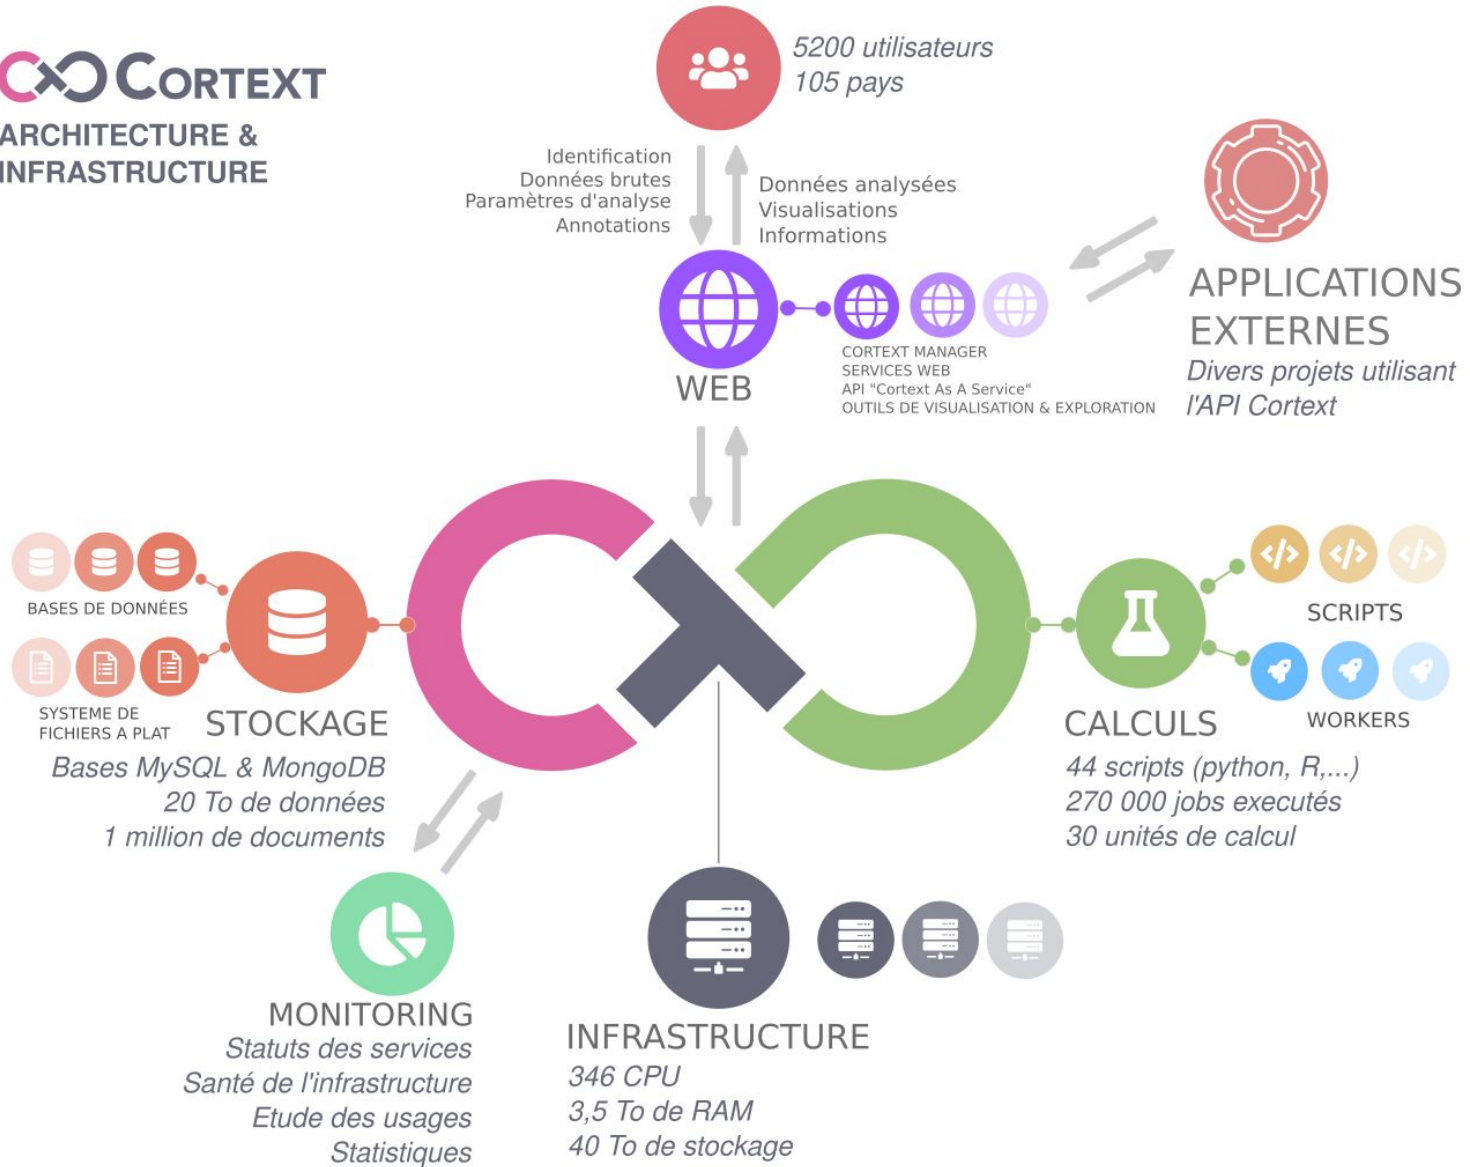 CORTEXT
ARCHITECTURE &
INFRASTRUCTURE
5200 utilisateurs
105 pays
Identification
Données brutes
Paramètres d'analyse
Annotations
Données analysées
Visualisations
Informations
WEB
CORTEXT MANAGER
SERVICES WEB
API "Cortext As A Service"
OUTILS DE VISUALISATION & EXPLORATION
APPLICATIONS
EXTERNES
Divers projets utilisant
l'API Cortext
BASES DE DONNÉES
SYSTEME DE
FICHIERS A PLAT
STOCKAGE
Bases MySQL & MongoDB
20 To de données
1 million de documents
</> </> </>
SCRIPTS
WORKERS
CALCULS
44 scripts (python, R,...)
270 000 jobs executés
30 unités de calcul
MONITORING
Statuts des services
Santé de l'infrastructure
Etude des usages
Statistiques
INFRASTRUCTURE
346 CPU
3,5 To de RAM
40 To de stockage